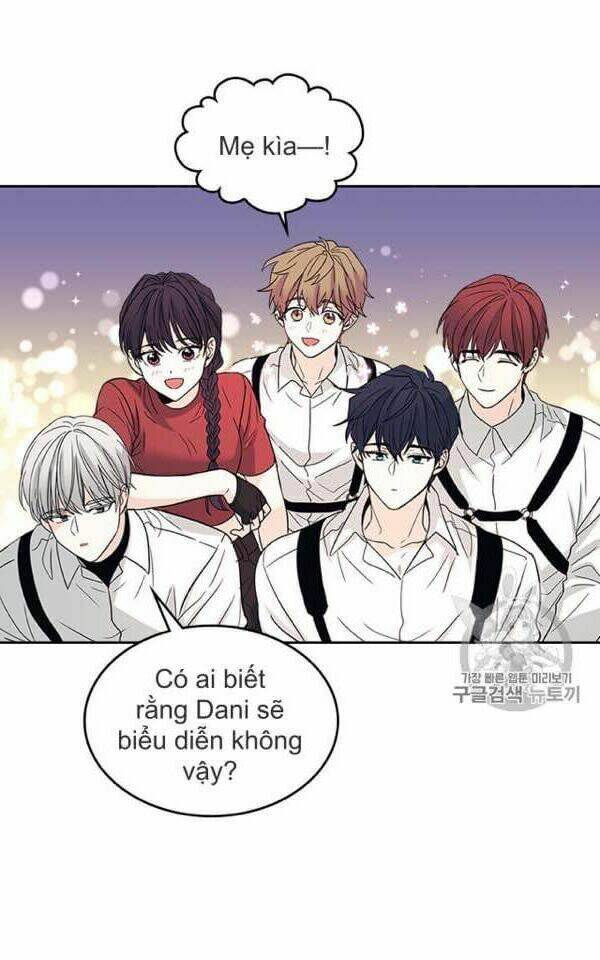 Mẹ kìa—!
Có ai biết
rằng Dani sẽ
biểu diễn không
vậy?
가장 빠른 웹툰 미리보기
구글검색 뉴토끼